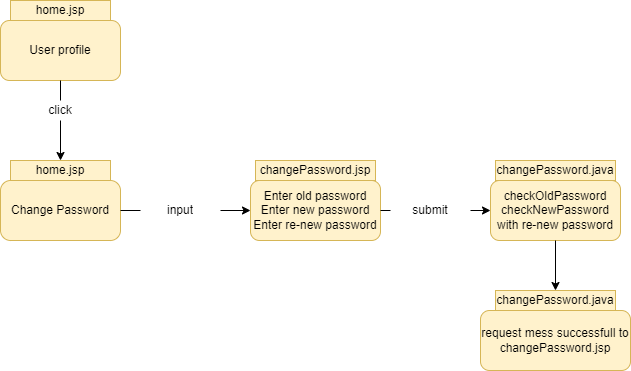 home.jsp
User profile
click
home.jsp
Change Password
input
changePassword.jsp
Enter old password
Enter new password
Enter re-new password
submit
changePassword.java
checkOldPassword
checkNewPassword
with re-new password
changePassword.java
request mess successfull to
changePassword.jsp